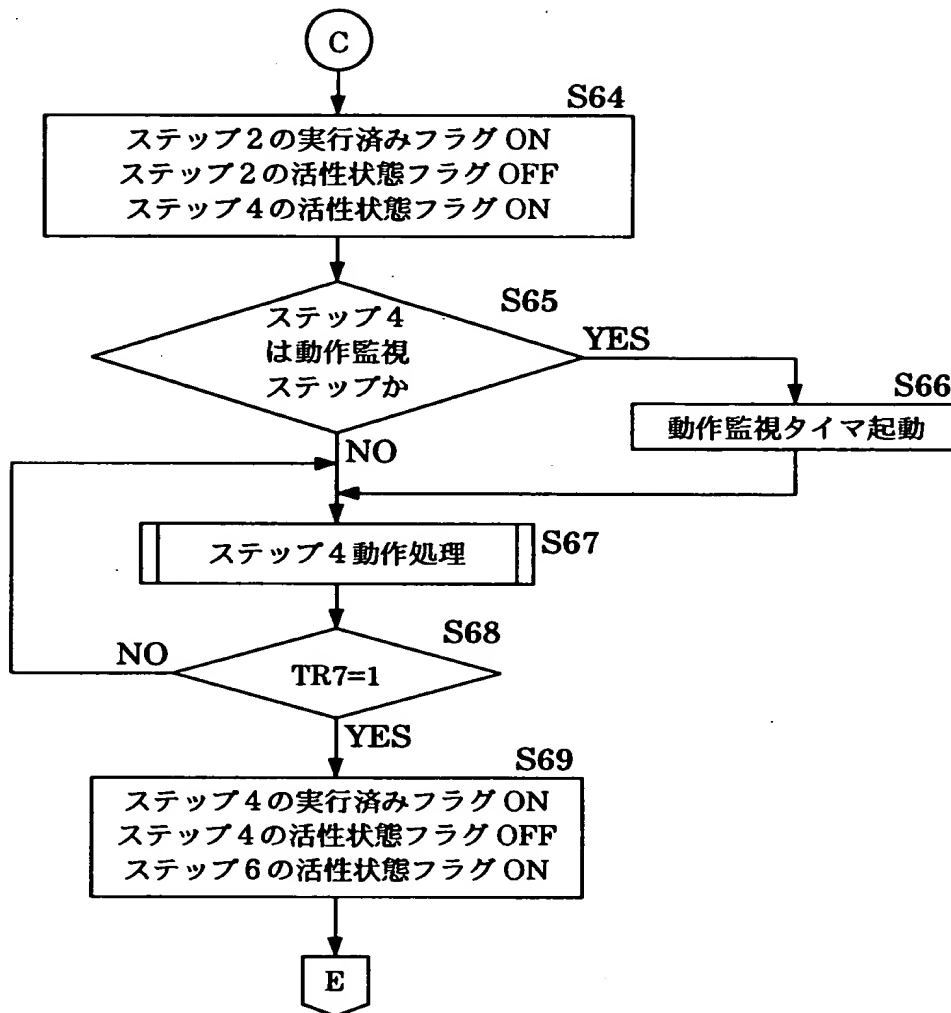 C
S64
ステップ2の実行済みフラグ ON
ステップ2の活性状態フラグ OFF
ステップ4の活性状態フラグ ON
S65
ステップ4
は動作監視
ステップか
YES
S66
動作監視タイマ起動
NO
ステップ4動作処理
S67
S68
NO
TR7=1
YES
S69
ステップ4の実行済みフラグ ON
ステップ4の活性状態フラグ OFF
ステップ6の活性状態フラグ ON
E